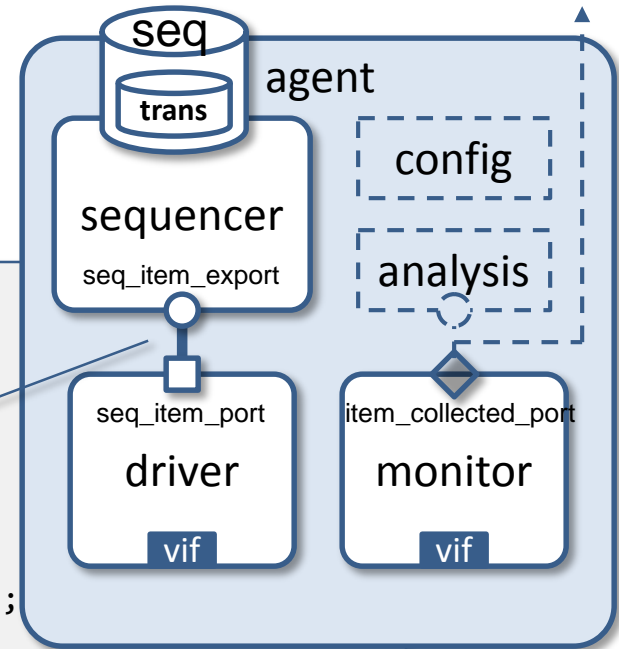 seq
trans
agent
sequencer
seq_item_export
config
analysis
seq_item_port
driver
vif
item_collected_port
monitor
vif
;